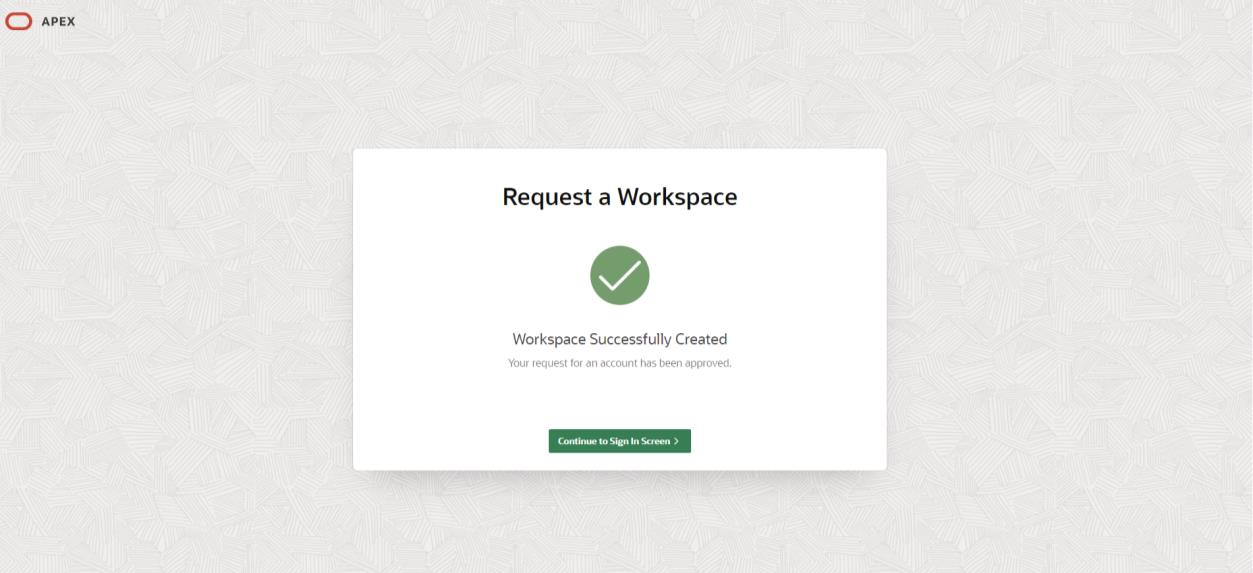 APEX
Request a Workspace
Workspace Successfully Created
Your request for an account has been approved.
Continue to Sign In Screen